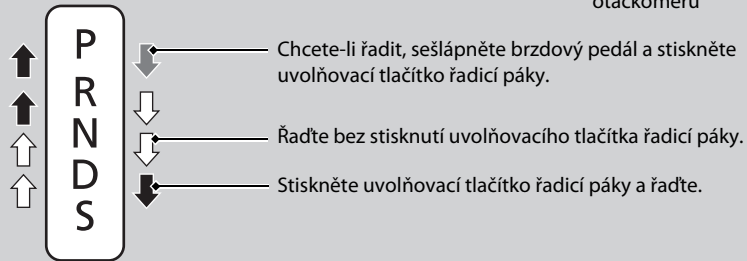 otáčkoměru
P
R
N
D
S
Chcete-li řadit, sešlápněte brzdový pedál a stiskněte
uvolňovací tlačítko řadicí páky.
Řaďte bez stisknutí uvolňovacího tlačítka řadicí páky.
Stiskněte uvolňovací tlačítko řadicí páky a řaďte.